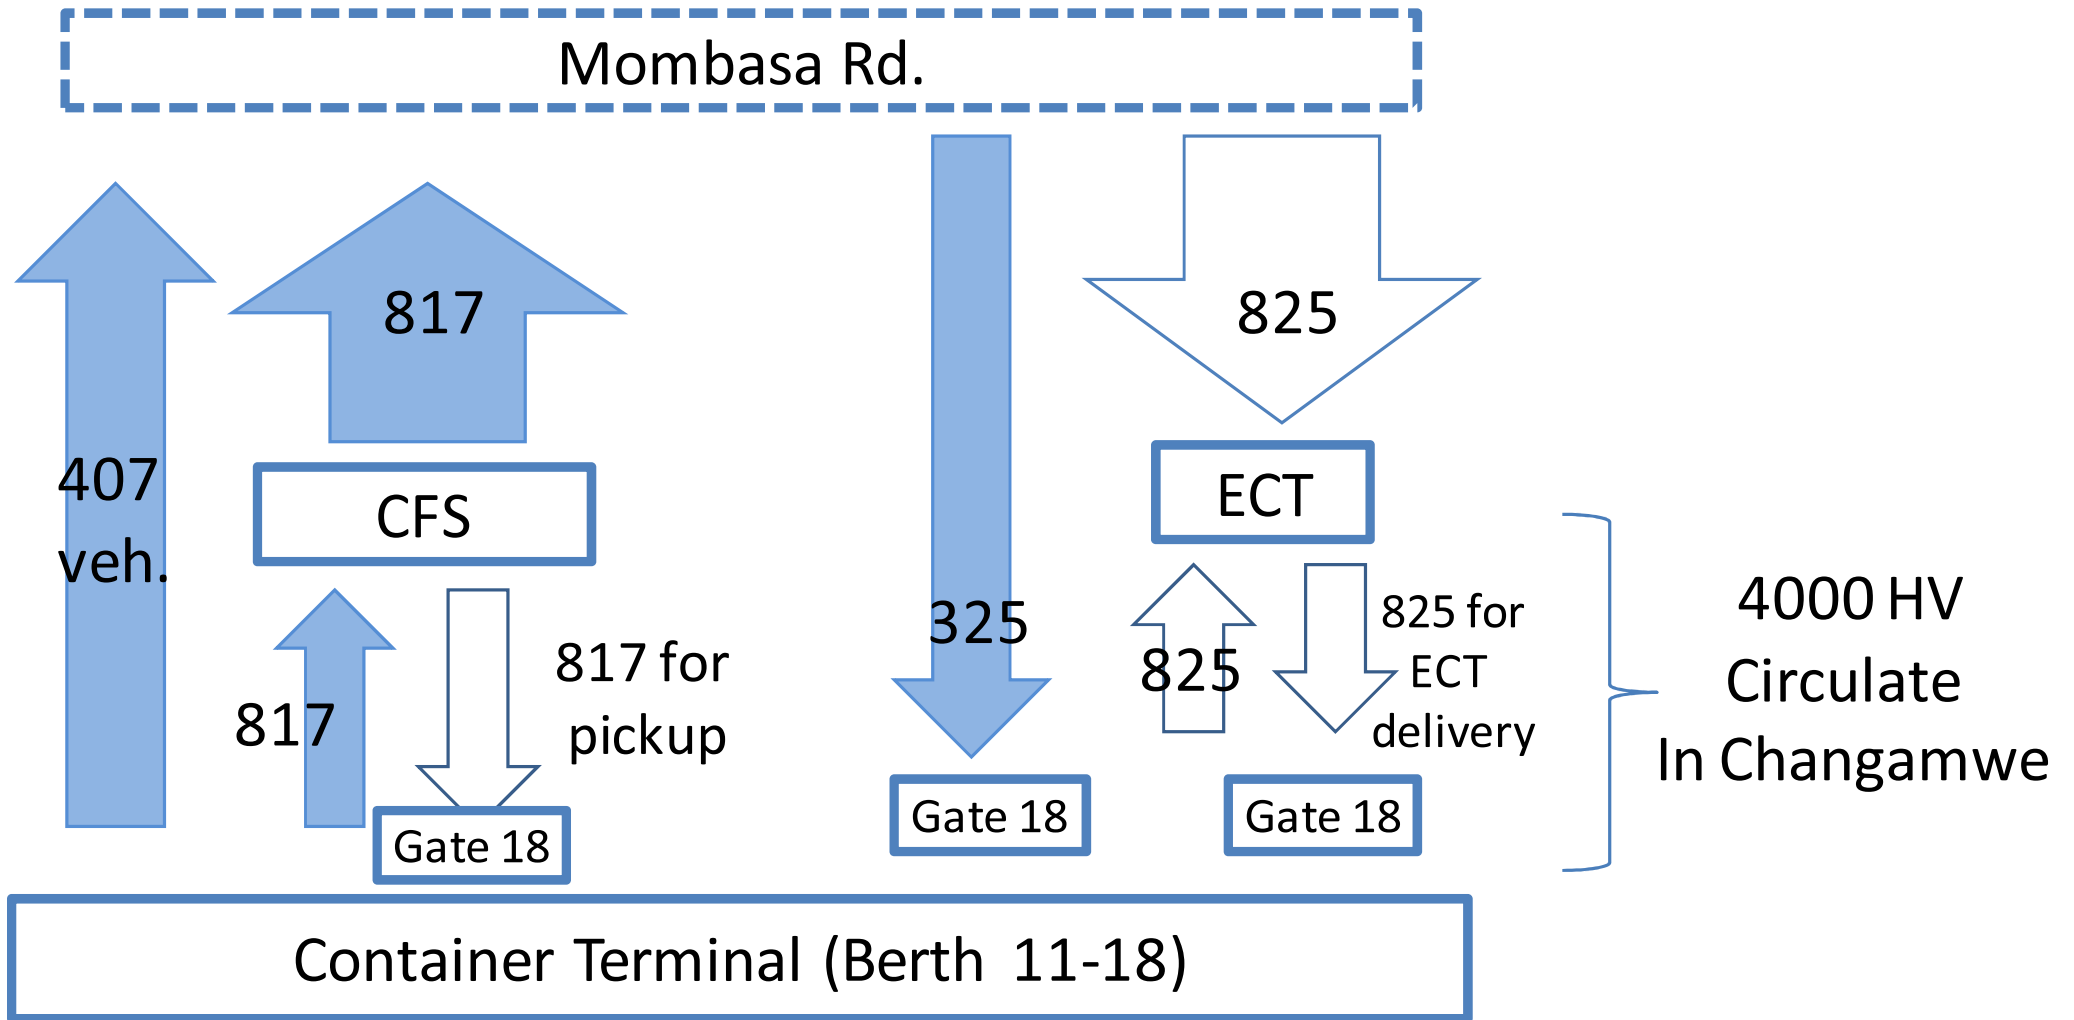 Mombasa Rd.
817
825
407
veh.
CFS
ECT
817
817 for
pickup
325
825
825 for
ECT
delivery
4000 HV
Circulate
In Changamwe
Gate 18
Gate 18
Gate 18
Container Terminal (Berth 11-18)